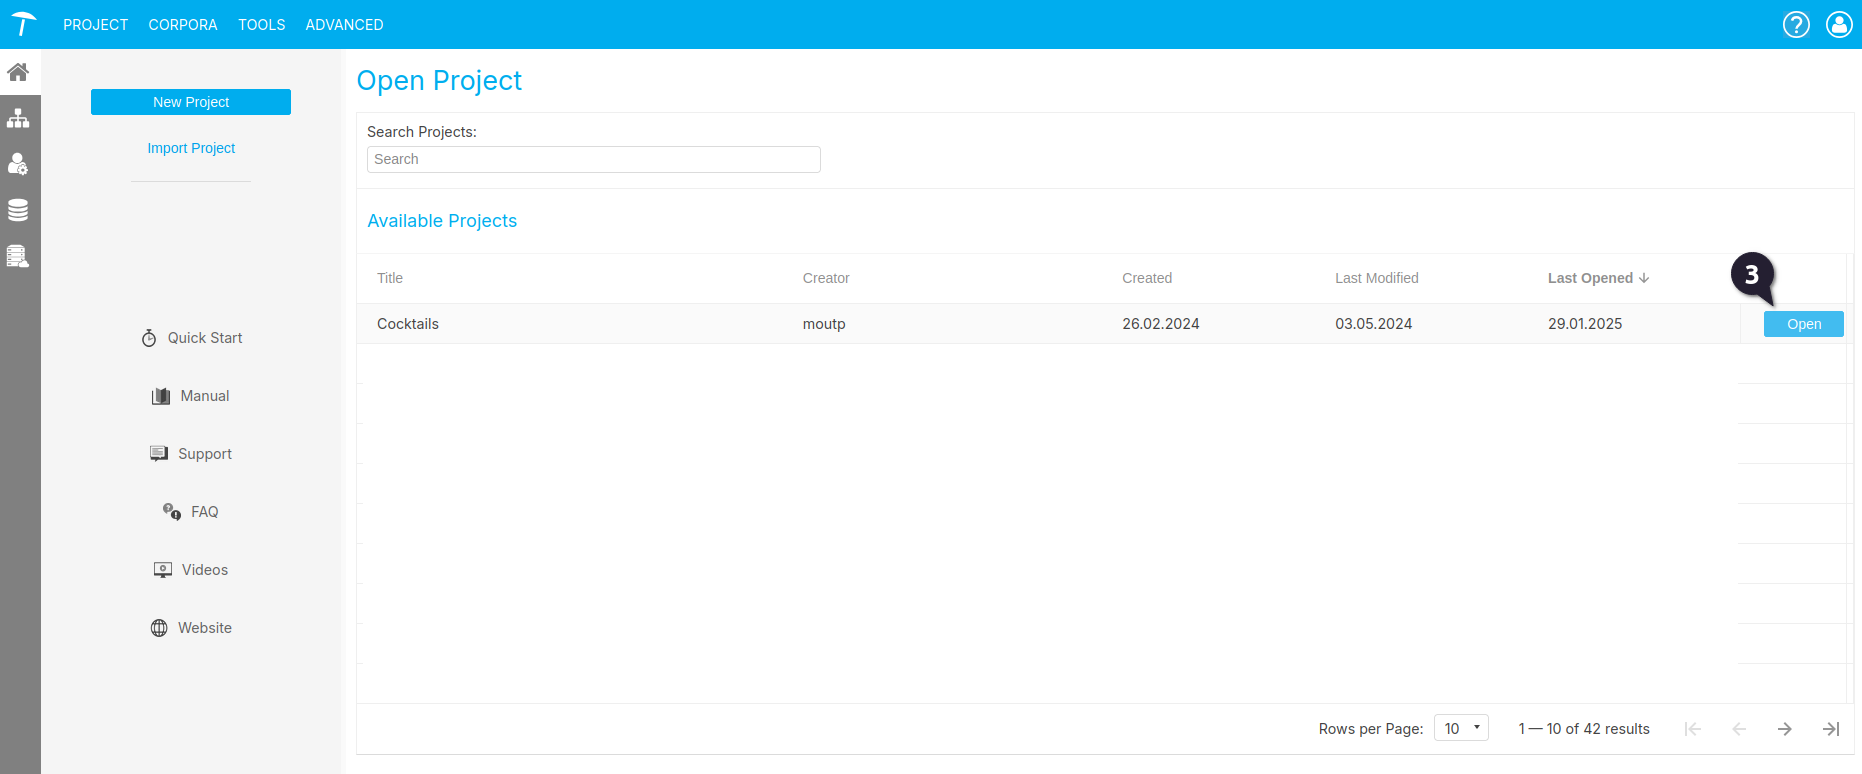 PROJECT CORPORA TOOLS ADVANCED
?
New Project
Import Project
Quick Start
Manual
Support
FAQ
Videos
Website
Open Project
Search Projects:
Search
Available Projects
Title Creator Created Last Modified Last Opened
3
Cocktails moutp 26.02.2024 03.05.2024 29.01.2025 Open
Rows per Page: 10 1 — 10 of 42 results